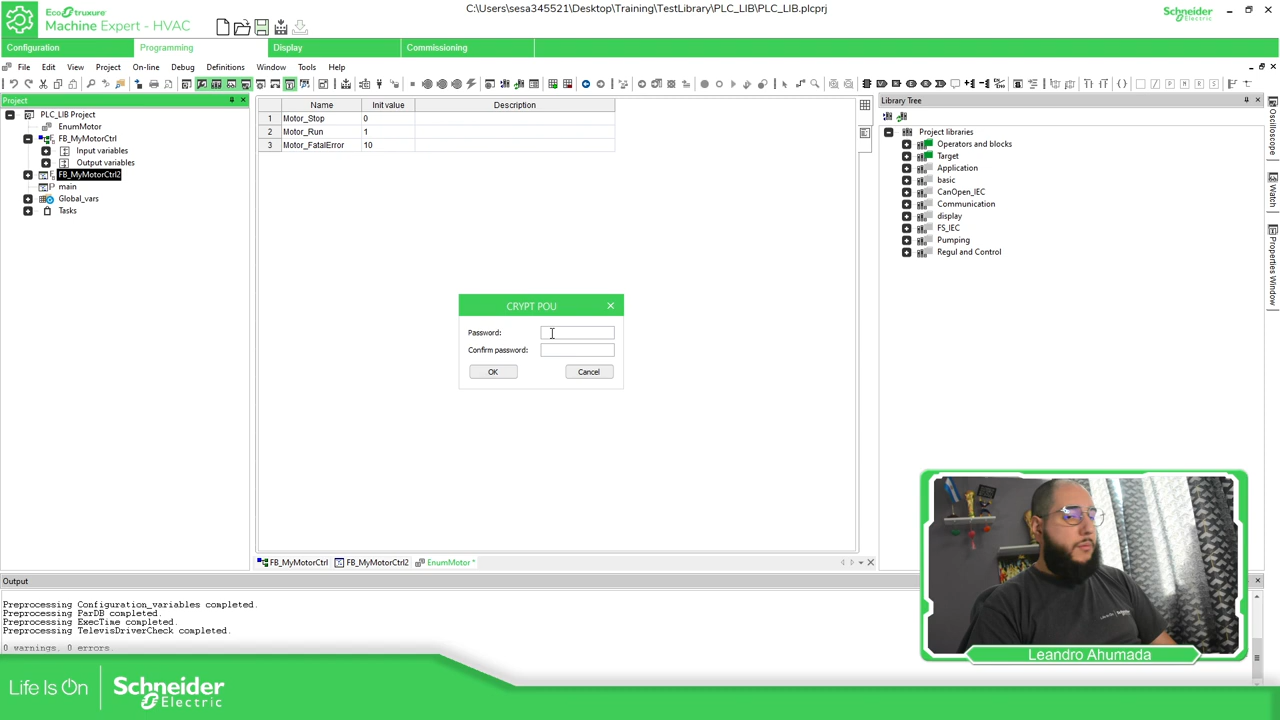 C:\Users\sesa345521\Desktop\Training\TestLibrary\PLC_LIB\PLC_LIB.plcprj
EcoStruxure
Machine Expert - HVAC
Schneider Electric
Configuration
Programming
Display
Commissioning
File Edit View Project On-line Debug Definitions Window Tools Help
Project
PLC_LIB Project
EnumMotor
FB_MyMotorCtrl
Input variables
Output variables
FB_MyMotorCtrl2
main
Global_vars
Tasks
Name Init value Description
1 Motor_Stop 0
2 Motor_Run 1
3 Motor_FatalError 10
CRYPT POU
Password:
Confirm password:
OK Cancel
Library Tree
Project libraries
Operators and blocks
Target
Application
basic
CanOpen_IEC
Communication
display
FS_IEC
Pumping
Regul and Control
Oscilloscope
Watch
Properties Window
FB_MyMotorCtrl FB_MyMotorCtrl2 EnumMotor *
Output
Preprocessing Configuration_variables completed.
Preprocessing ParDB completed.
Preprocessing ExecTime completed.
Preprocessing TelevisDriverCheck completed.
0 warnings, 0 errors.
Leandro Ahumada
Life Is On
Schneider Electric